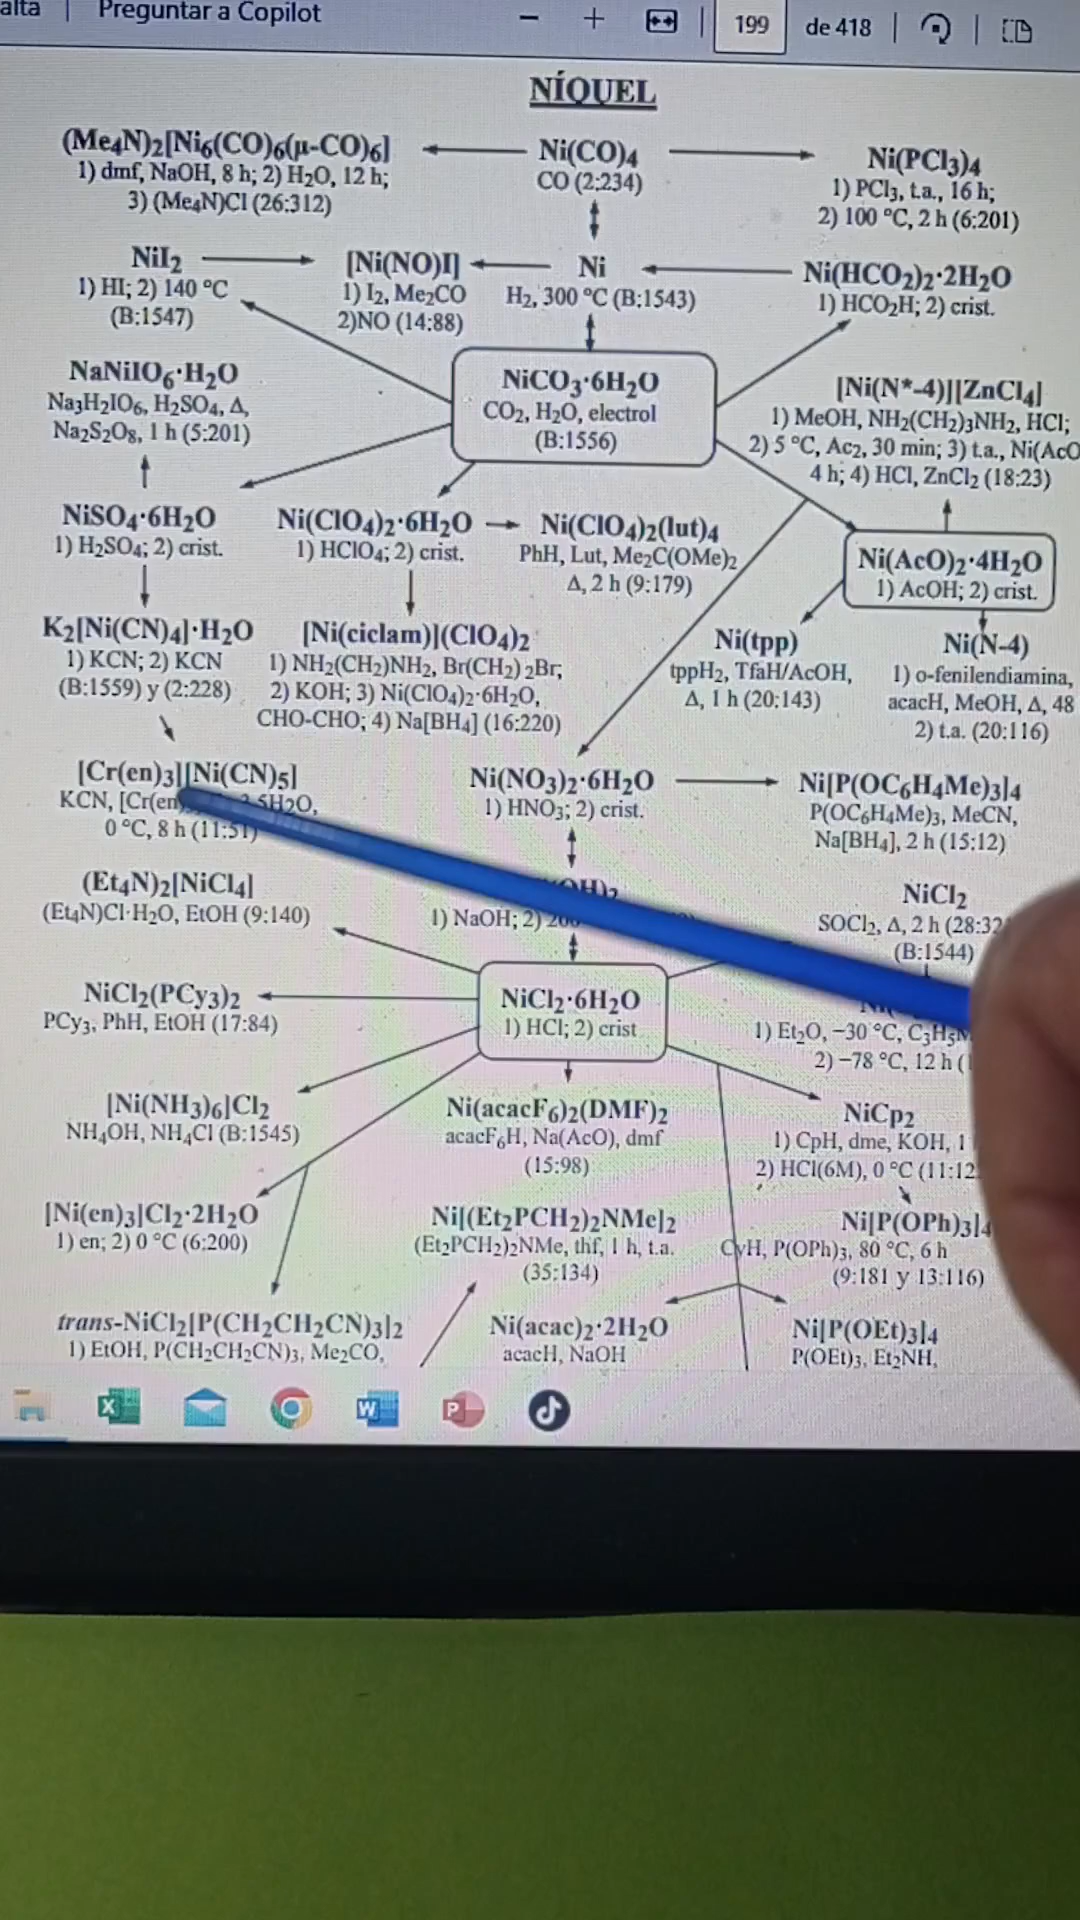 alta | Preguntar a Copilot
199 de 418
NÍQUEL
(Me4N)2[Ni6(CO)6(µ-CO)6]
1) dmf, NaOH, 8 h; 2) H2O, 12 h;
3) (Me4N)Cl (26:312)
Ni(CO)4
CO (2:234)
Ni(PCl3)4
1) PCl3, t.a., 16 h;
2) 100 °C, 2 h (6:201)
NiI2
1) HI; 2) 140 °C
(B:1547)
[Ni(NO)I]
1) I2, Me2CO
2)NO (14:88)
Ni
H2, 300 °C (B:1543)
Ni(HCO2)2·2H2O
1) HCO2H; 2) crist.
NaNiIO6·H2O
Na3H2IO6, H2SO4, Δ,
Na2S2O8, 1 h (5:201)
NiCO3·6H2O
CO2, H2O, electrol
(B:1556)
[Ni(N*-4)][ZnCl4]
1) MeOH, NH2(CH2)3NH2, HCl;
2) 5 °C, Ac2, 30 min; 3) t.a., Ni(AcO
4 h; 4) HCl, ZnCl2 (18:23)
NiSO4·6H2O
1) H2SO4; 2) crist.
Ni(ClO4)2·6H2O
1) HClO4; 2) crist.
Ni(ClO4)2(lut)4
PhH, Lut, Me2C(OMe)2
Δ, 2 h (9:179)
Ni(AcO)2·4H2O
1) AcOH; 2) crist.
K2[Ni(CN)4]·H2O
1) KCN; 2) KCN
(B:1559) y (2:228)
[Ni(ciclam)](ClO4)2
1) NH2(CH2)NH2, Br(CH2)2Br;
2) KOH; 3) Ni(ClO4)2·6H2O,
CHO-CHO; 4) Na[BH4] (16:220)
Ni(tpp)
tppH2, TfaH/AcOH,
Δ, 1 h (20:143)
Ni(N-4)
1) o-fenilendiamina,
acacH, MeOH, Δ, 48
2) t.a. (20:116)
[Cr(en)3][Ni(CN)5]
KCN, [Cr(en 3.5H2O,
0 °C, 8 h (11:51)
Ni(NO3)2·6H2O
1) HNO3; 2) crist.
Ni[P(OC6H4Me)3]4
P(OC6H4Me)3, MeCN,
Na[BH4], 2 h (15:12)
(Et4N)2[NiCl4]
(Et4N)Cl·H2O, EtOH (9:140)
OH)2
1) NaOH; 2) 200
NiCl2
SOCl2, Δ, 2 h (28:32
(B:1544)
NiCl2(PCy3)2
PCy3, PhH, EtOH (17:84)
NiCl2·6H2O
1) HCl; 2) crist
1) Et2O, −30 °C, C3H5M
2) −78 °C, 12 h (1
[Ni(NH3)6]Cl2
NH4OH, NH4Cl (B:1545)
Ni(acacF6)2(DMF)2
acacF6H, Na(AcO), dmf
(15:98)
NiCp2
1) CpH, dme, KOH, 1
2) HCl(6M), 0 °C (11:12
[Ni(en)3]Cl2·2H2O
1) en; 2) 0 °C (6:200)
Ni[(Et2PCH2)2NMe]2
(Et2PCH2)2NMe, thf, 1 h, t.a.
(35:134)
Ni[P(OPh)3]4
CyH, P(OPh)3, 80 °C, 6 h
(9:181 y 13:116)
trans-NiCl2[P(CH2CH2CN)3]2
1) EtOH, P(CH2CH2CN)3, Me2CO,
Ni(acac)2·2H2O
acacH, NaOH
Ni[P(OEt)3]4
P(OEt)3, Et2NH,